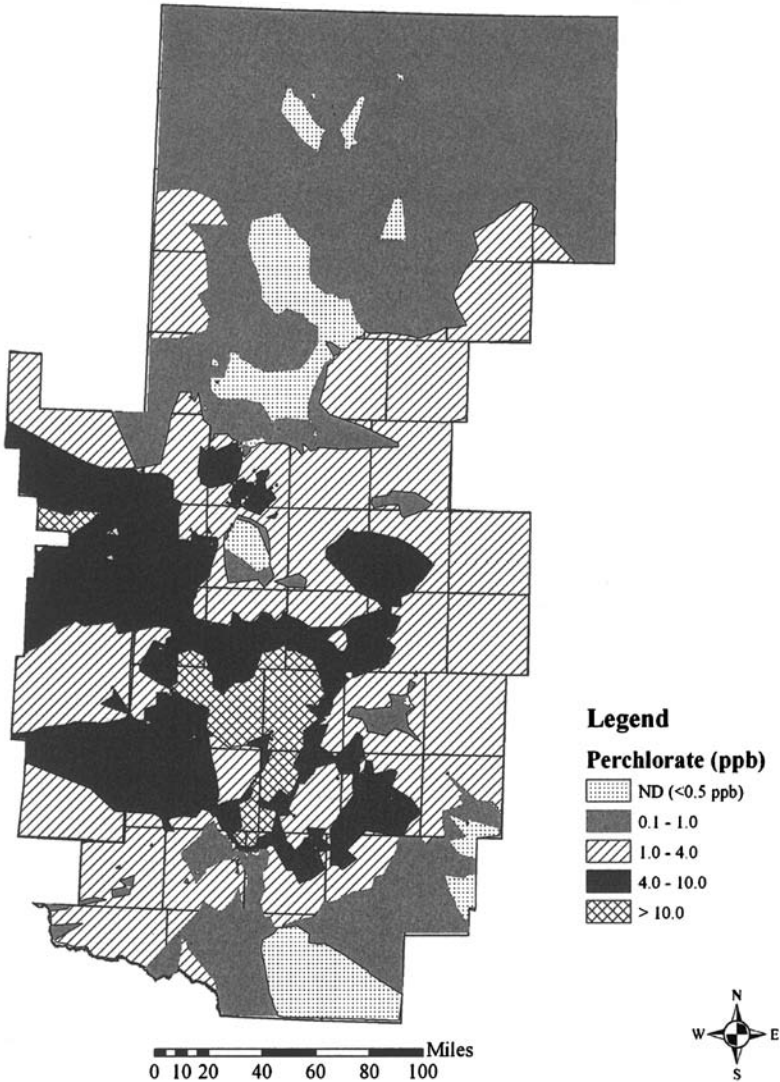 Legend
Perchlorate (ppb)
ND (<0.5 ppb)
0.1 - 1.0
1.0 - 4.0
4.0 - 10.0
> 10.0
Miles
0 10 20 40 60 80 100
N
W E
S